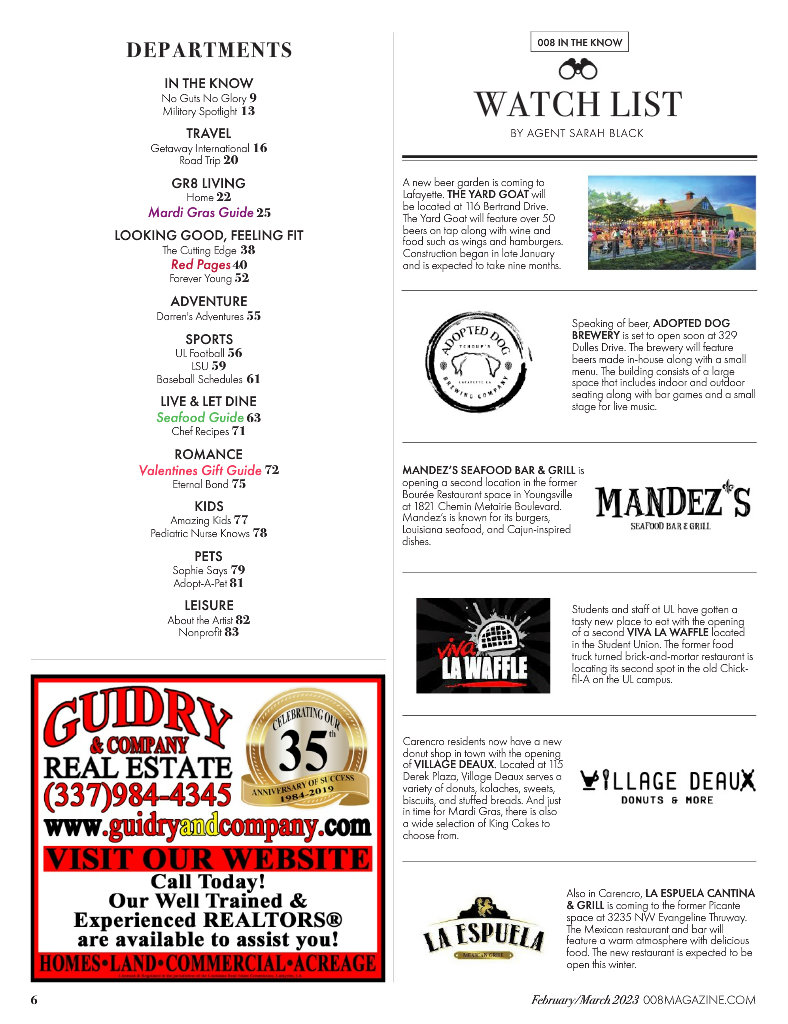 DEPARTMENTS
IN THE KNOW
No Guts No Glory 9
Military Spotlight 13
TRAVEL
Getaway International 16
Road Trip 20
GR8 LIVING
Home 22
Mardi Gras Guide 25
LOOKING GOOD, FEELING FIT
The Cutting Edge 38
Red Pages 40
Forever Young 52
ADVENTURE
Darren's Adventures 55
SPORTS
UL Football 56
LSU 59
Baseball Schedules 61
LIVE & LET DINE
Seafood Guide 63
Chef Recipes 71
ROMANCE
Valentines Gift Guide 72
Eternal Bond 75
KIDS
Amazing Kids 77
Pediatric Nurse Knows 78
PETS
Sophie Says 79
Adopt-A-Pet 81
LEISURE
About the Artist 82
Nonprofit 83
GUIDRY
& COMPANY
REAL ESTATE
(337)984-4345
CELEBRATING OUR
35th
ANNIVERSARY OF SUCCESS
1984-2019
www.guidryandcompany.com
VISIT OUR WEBSITE
Call Today!
Our Well Trained &
Experienced REALTORS®
are available to assist you!
HOMES•LAND•COMMERCIAL•ACREAGE
008 IN THE KNOW
WATCH LIST
BY AGENT SARAH BLACK
A new beer garden is coming to
Lafayette. THE YARD GOAT will
be located at 116 Bertrand Drive.
The Yard Goat will feature over 50
beers on tap along with wine and
food such as wings and hamburgers.
Construction began in late January
and is expected to take nine months.
ADOPTED DOG
TCHOUP'S
LAFAYETTE LA
BREWING COMPANY
Speaking of beer, ADOPTED DOG
BREWERY is set to open soon at 329
Dulles Drive. The brewery will feature
beers made in-house along with a small
menu. The building consists of a large
space that includes indoor and outdoor
seating along with bar games and a small
stage for live music.
MANDEZ'S SEAFOOD BAR & GRILL is
opening a second location in the former
Bourée Restaurant space in Youngsville
at 1821 Chemin Metairie Boulevard.
Mandez's is known for its burgers,
Louisiana seafood, and Cajun-inspired
dishes.
MANDEZ'S
SEAFOOD BAR & GRILL
viva
LA WAFFLE
Students and staff at UL have gotten a
tasty new place to eat with the opening
of a second VIVA LA WAFFLE located
in the Student Union. The former food
truck turned brick-and-mortar restaurant is
locating its second spot in the old Chick-
fil-A on the UL campus.
Carencro residents now have a new
donut shop in town with the opening
of VILLAGE DEAUX. Located at 115
Derek Plaza, Village Deaux serves a
variety of donuts, kolaches, sweets,
biscuits, and stuffed breads. And just
in time for Mardi Gras, there is also
a wide selection of King Cakes to
choose from.
VILLAGE DEAUX
DONUTS & MORE
LA ESPUELA
MEXICAN GRILL
Also in Carencro, LA ESPUELA CANTINA
& GRILL is coming to the former Picante
space at 3235 NW Evangeline Thruway.
The Mexican restaurant and bar will
feature a warm atmosphere with delicious
food. The new restaurant is expected to be
open this winter.
6
February/March 2023 008MAGAZINE.COM